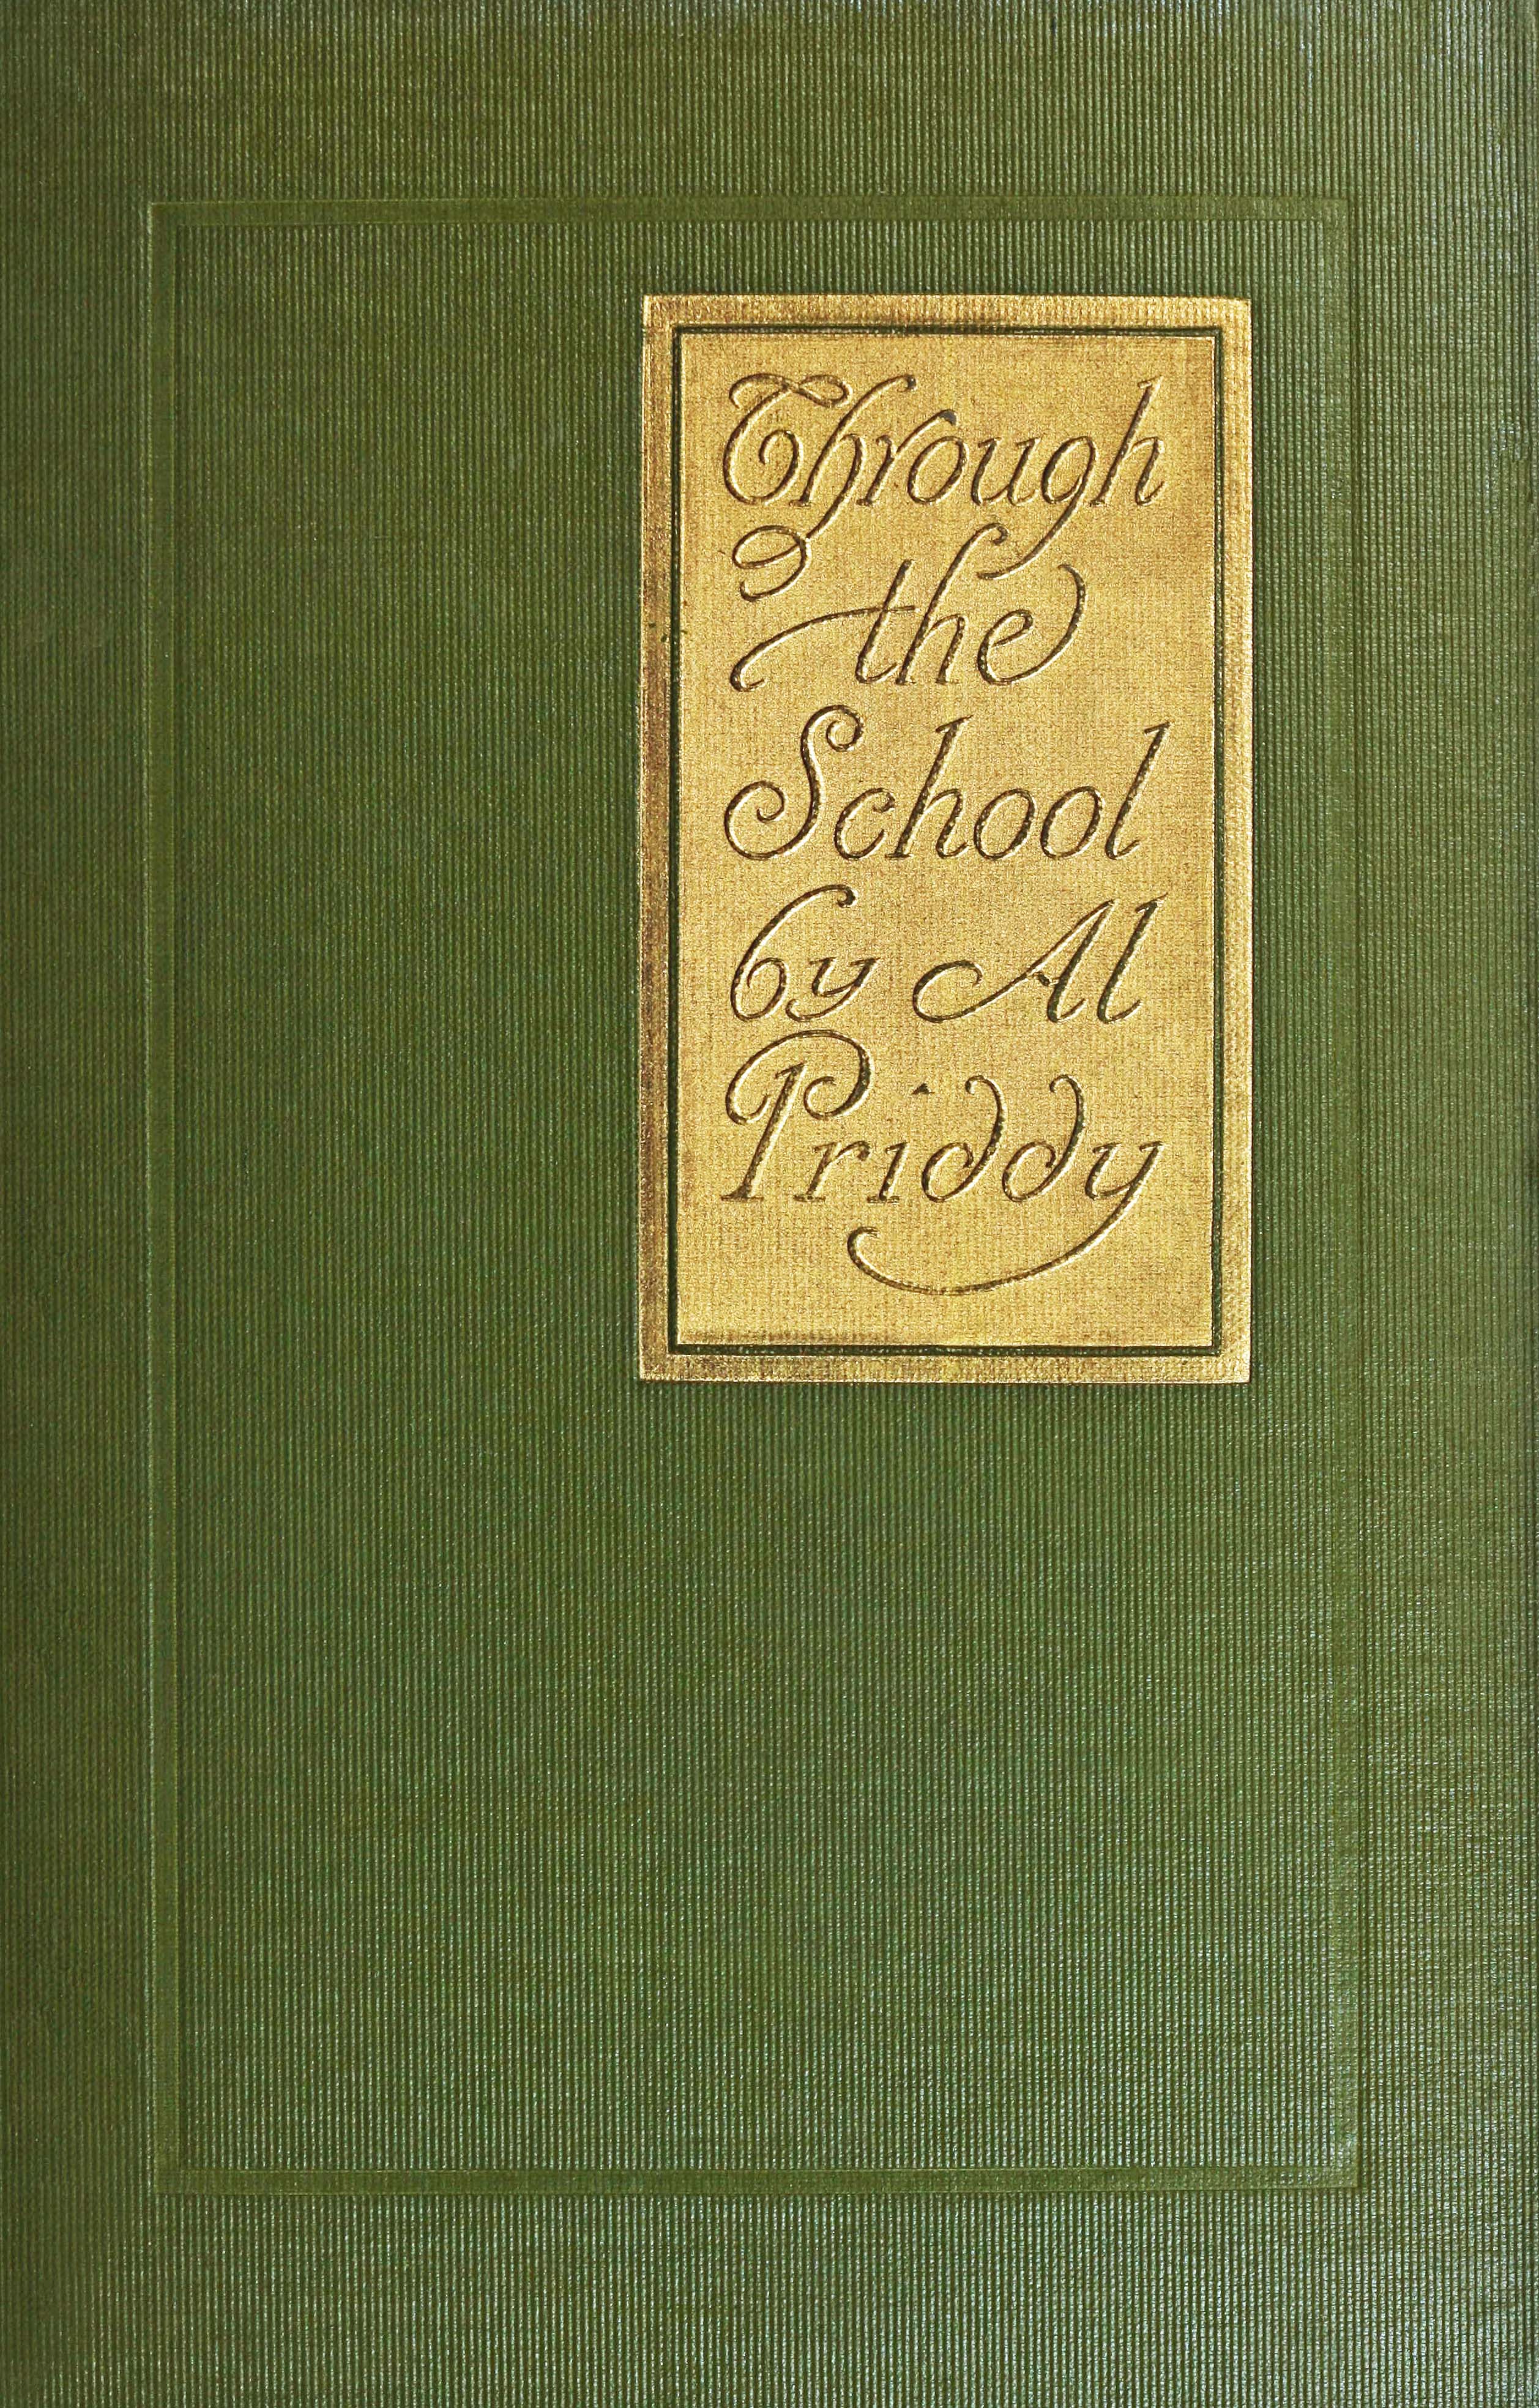 Through
the
School
by Al
Priddy